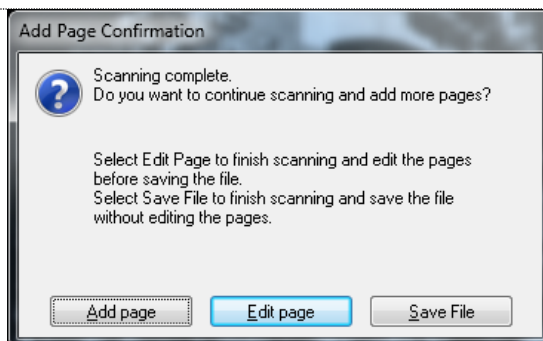 Add Page Confirmation
Scanning complete.
Do you want to continue scanning and add more pages?
Select Edit Page to finish scanning and edit the pages
before saving the file.
Select Save File to finish scanning and save the file
without editing the pages.
Add page
Edit page
Save File